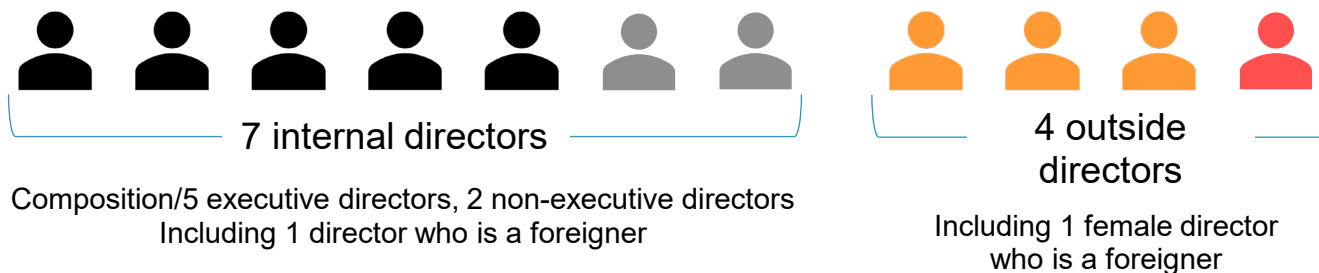 7 internal directors
Composition/5 executive directors, 2 non-executive directors
Including 1 director who is a foreigner
4 outside
directors
Including 1 female director
who is a foreigner